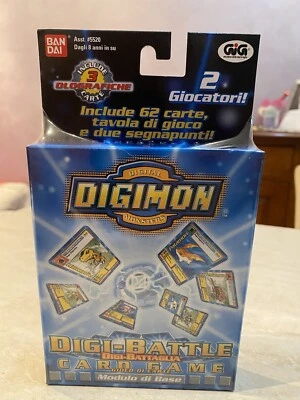 BAN
DAI
Asst. #5520
Dagli 8 anni in su
GiG
INCLUDE
3
OLOGRAFICHE
CARTE
2
Giocatori!
Include 62 carte,
tavola di gioco
e due segnapunti!
DIGITAL
DIGIMON
MONSTERS
DIGI-BATTLE
DIGI-BATTAGLIA
CARD GAME
Modulo di Base